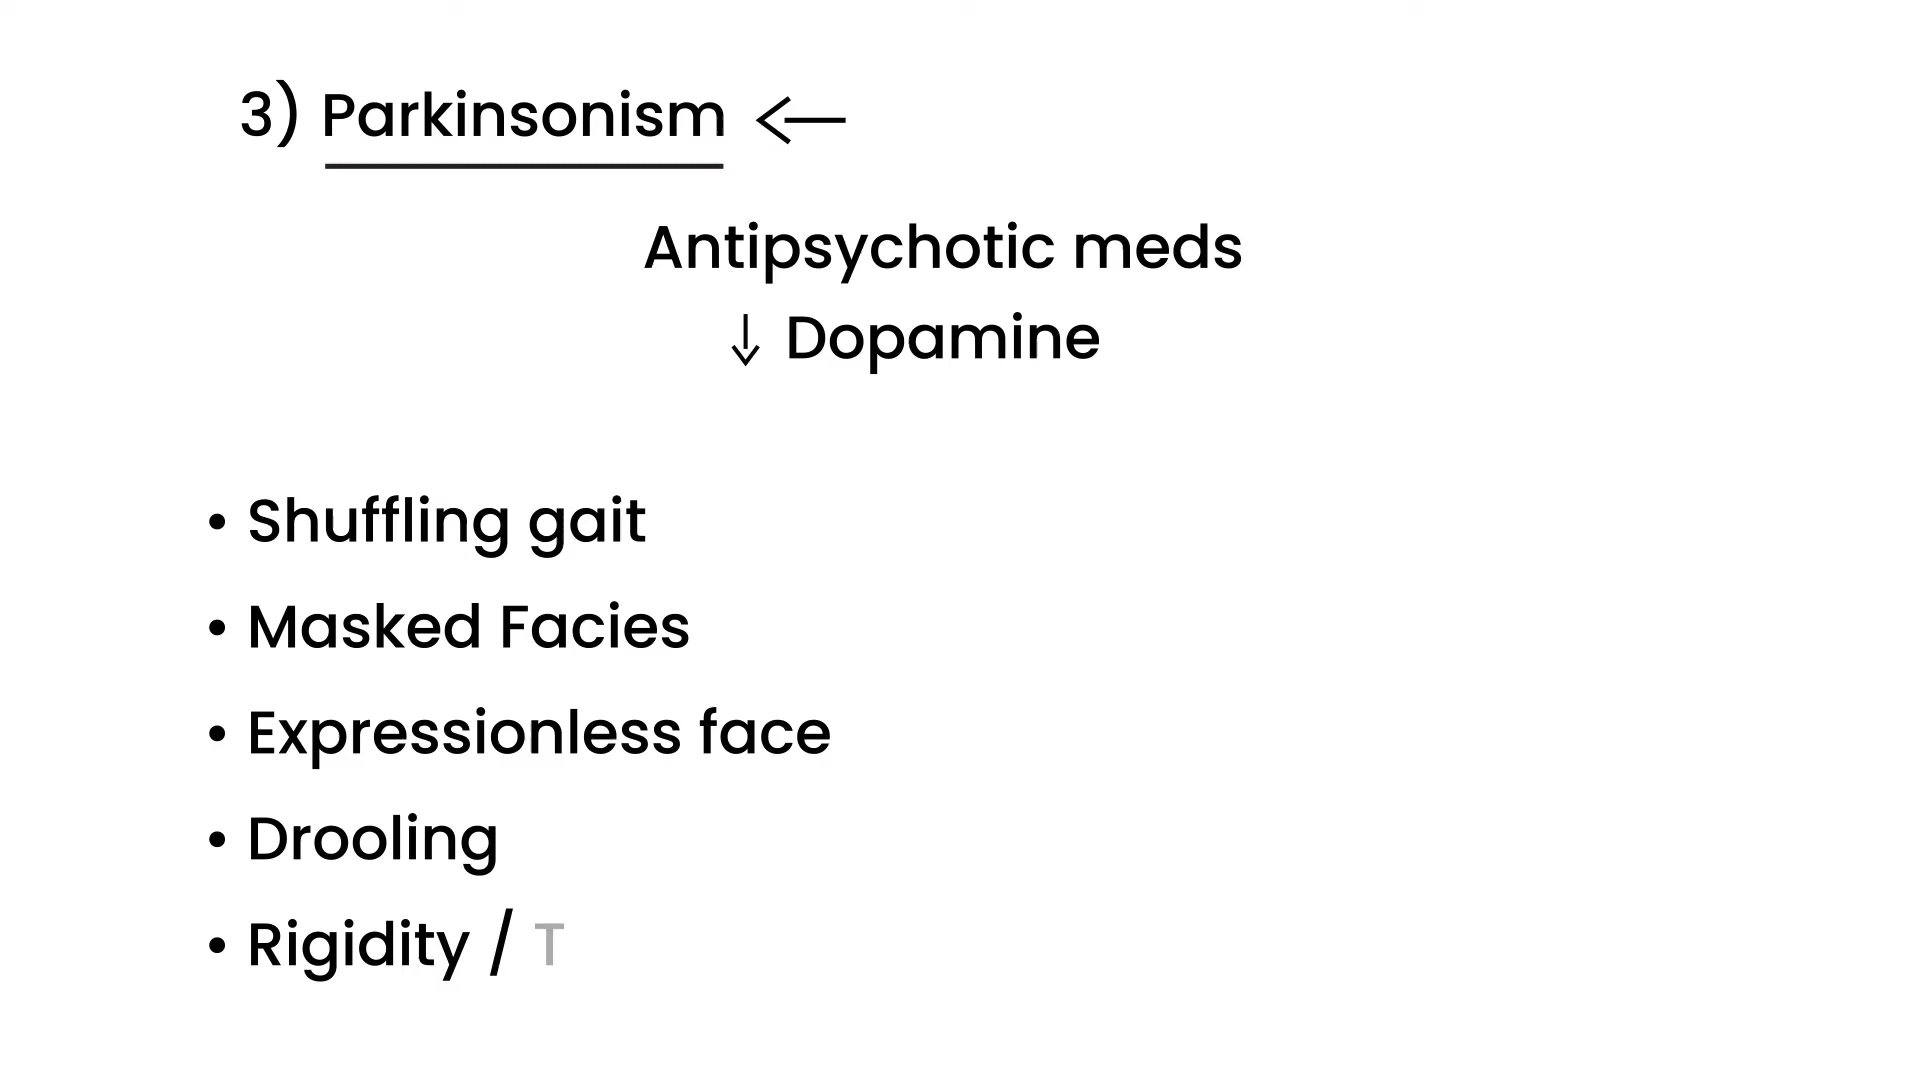 3) Parkinsonism ←
Antipsychotic meds
↓ Dopamine
• Shuffling gait
• Masked Facies
• Expressionless face
• Drooling
• Rigidity / T